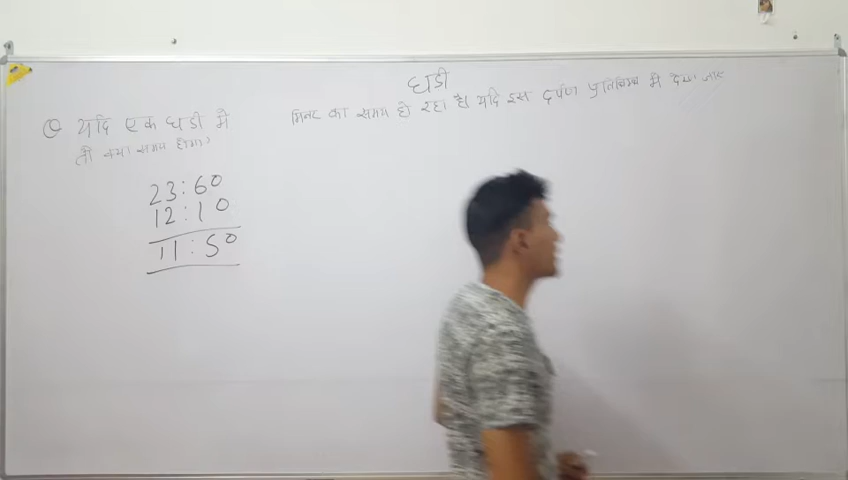 घडी
Q यदि एक घडी मे मिनट का समय हो रहा है। यदि इस दर्पण प्रतिबिम्ब मे देखा जाए
तो क्या समय होगा?
23:60
12:10
11:50